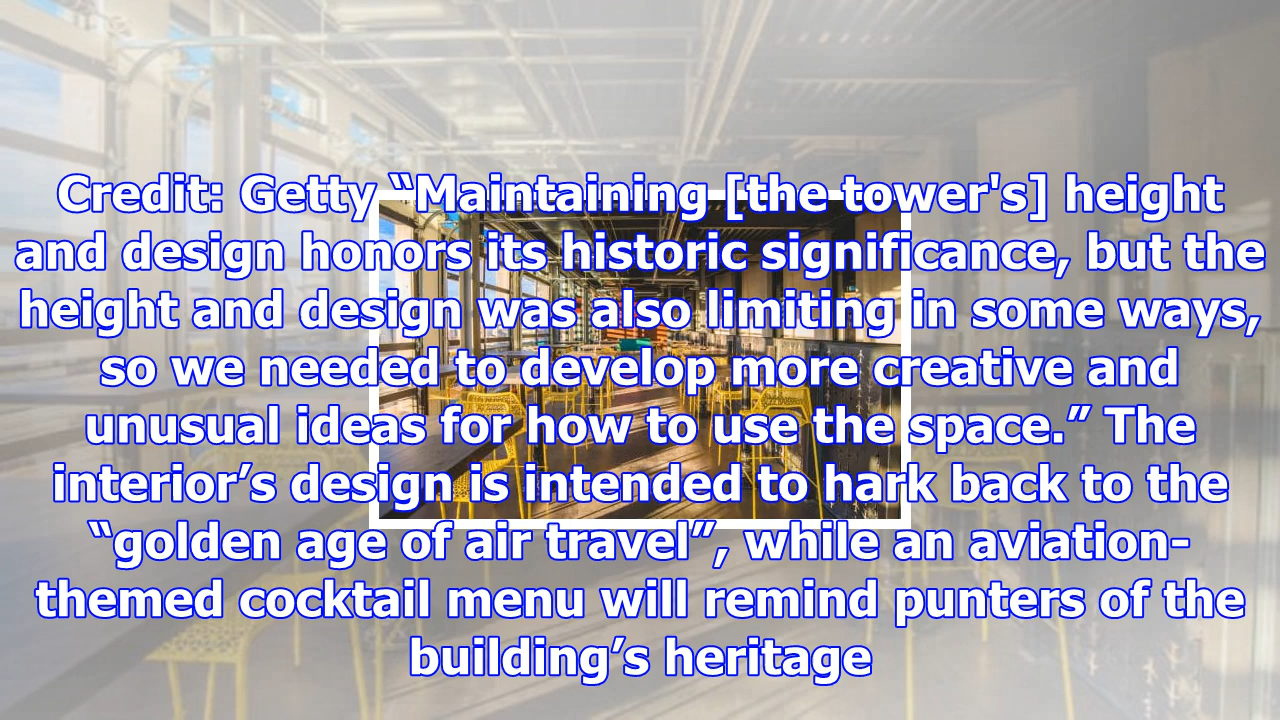 Credit: Getty “Maintaining [the tower's] height
and design honors its historic significance, but the
height and design was also limiting in some ways,
so we needed to develop more creative and
unusual ideas for how to use the space.” The
interior’s design is intended to hark back to the
“golden age of air travel”, while an aviation-
themed cocktail menu will remind punters of the
building’s heritage